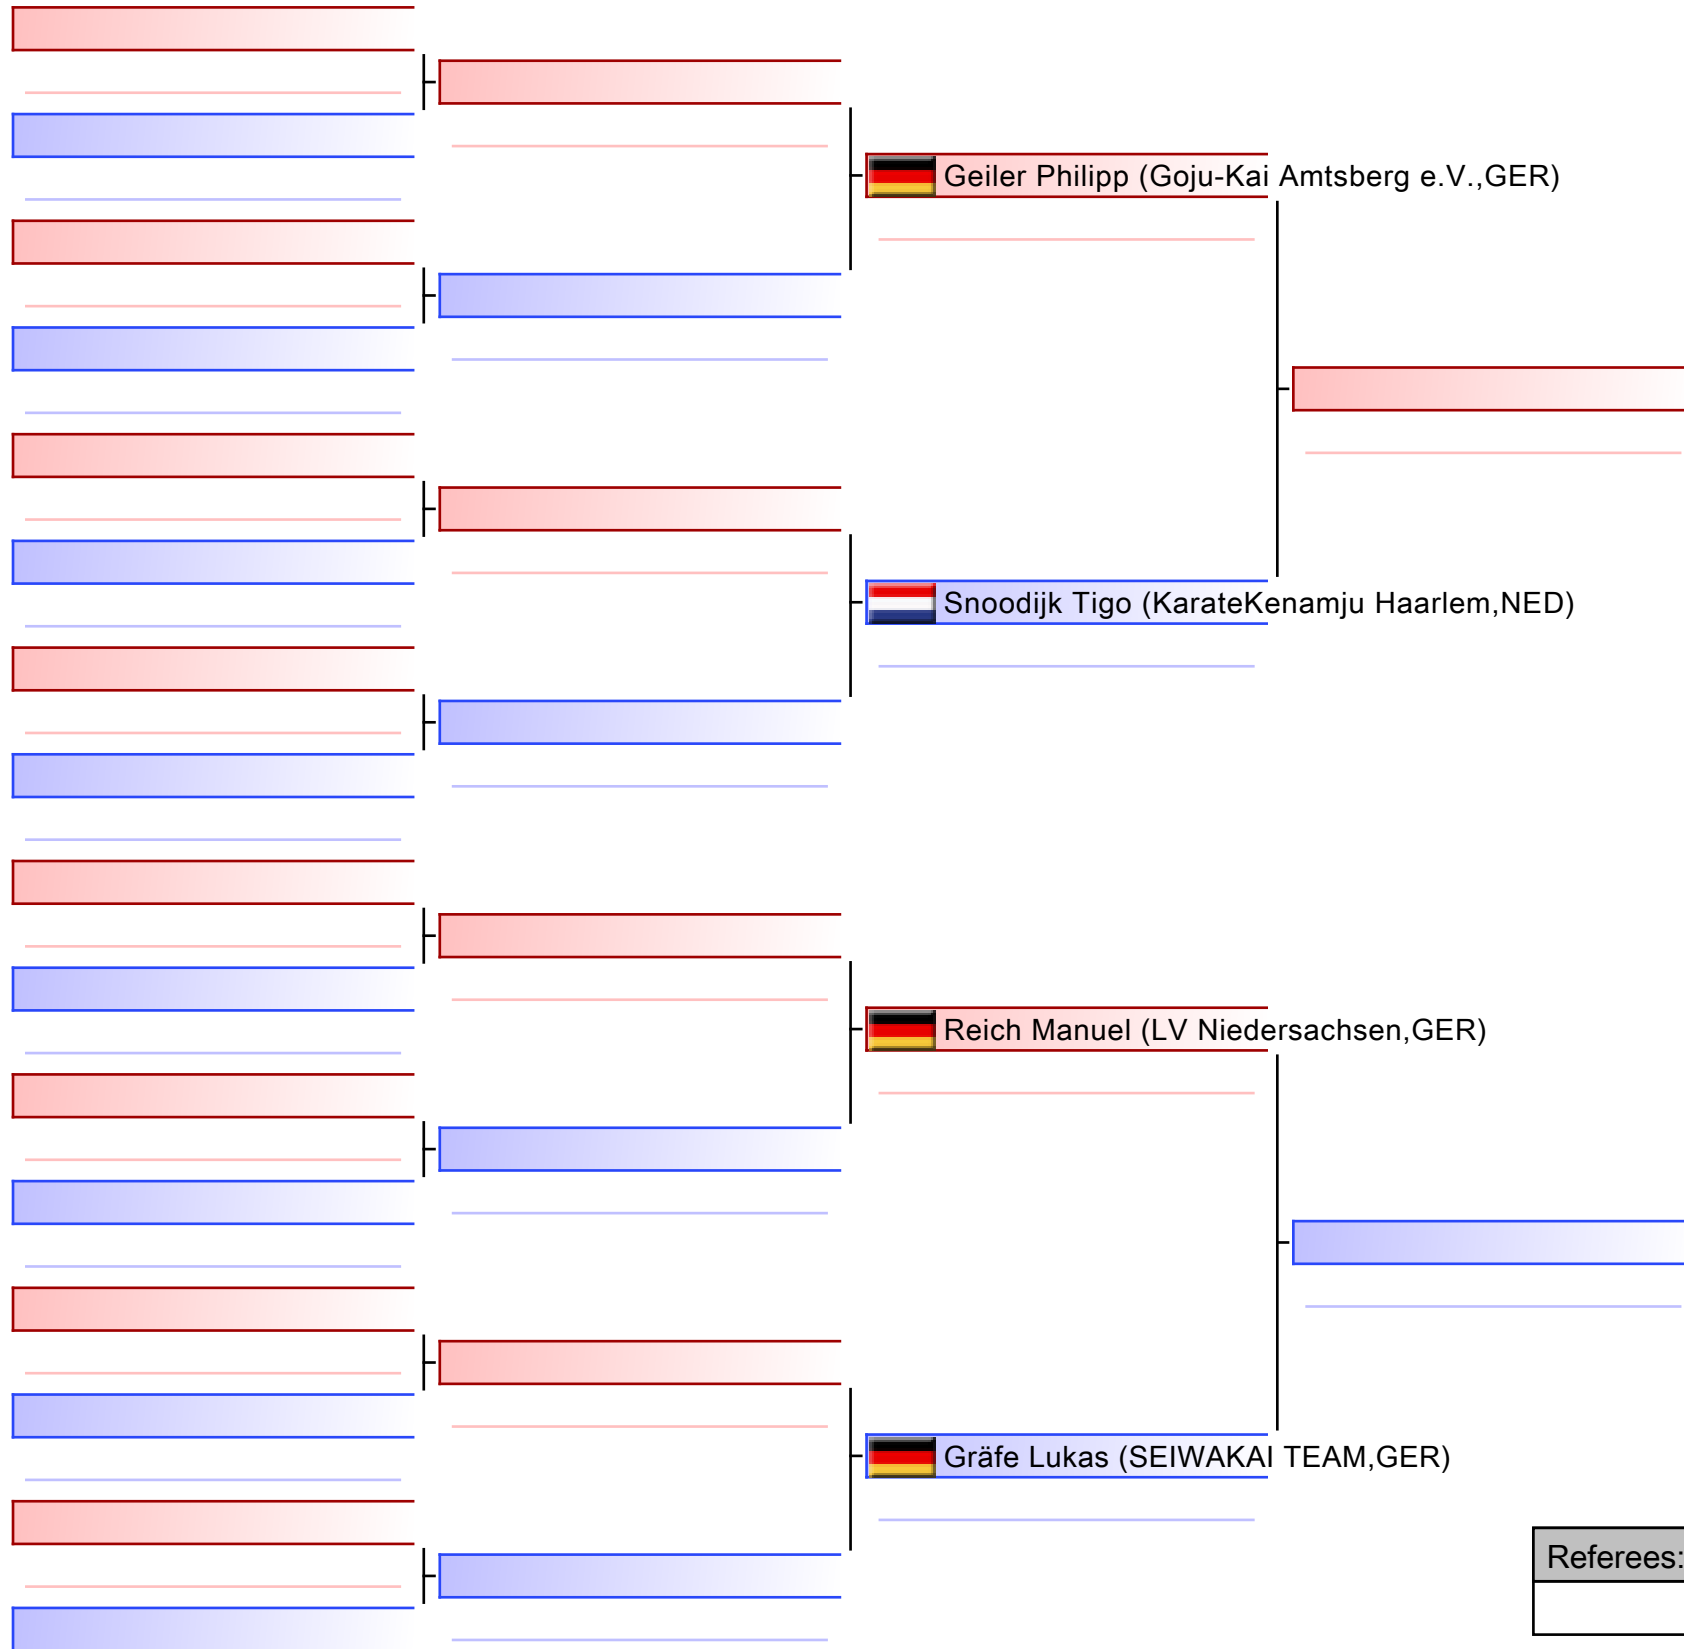 Geiler Philipp (Goju-Kai Amtsberg e.V.,GER)
Snoodijk Tigo (KarateKenamju Haarlem,NED)
Reich Manuel (LV Niedersachsen,GER)
Gräfe Lukas (SEIWAKAI TEAM,GER)
Referees: